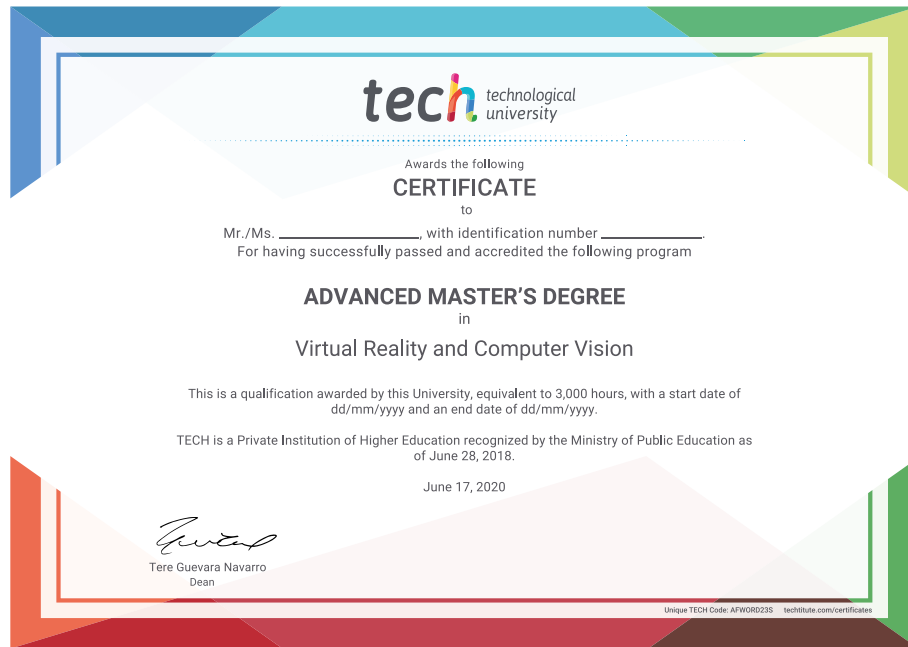 tech technological
university
Awards the following
CERTIFICATE
to
Mr./Ms. ____________________, with identification number ______________.
For having successfully passed and accredited the following program
ADVANCED MASTER’S DEGREE
in
Virtual Reality and Computer Vision
This is a qualification awarded by this University, equivalent to 3,000 hours, with a start date of
dd/mm/yyyy and an end date of dd/mm/yyyy.
TECH is a Private Institution of Higher Education recognized by the Ministry of Public Education as
of June 28, 2018.
June 17, 2020
Tere Guevara Navarro
Dean
Unique TECH Code: AFWORD23S techtitute.com/certificates